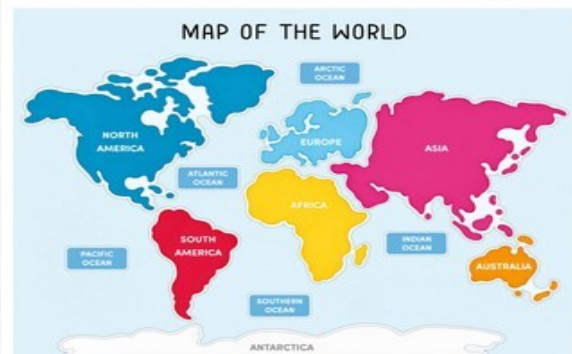 MAP OF THE WORLD
ARCTIC
OCEAN
NORTH
AMERICA
EUROPE
ASIA
ATLANTIC
OCEAN
AFRICA
SOUTH
AMERICA
INDIAN
OCEAN
PACIFIC
OCEAN
AUSTRALIA
SOUTHERN
OCEAN
ANTARCTICA